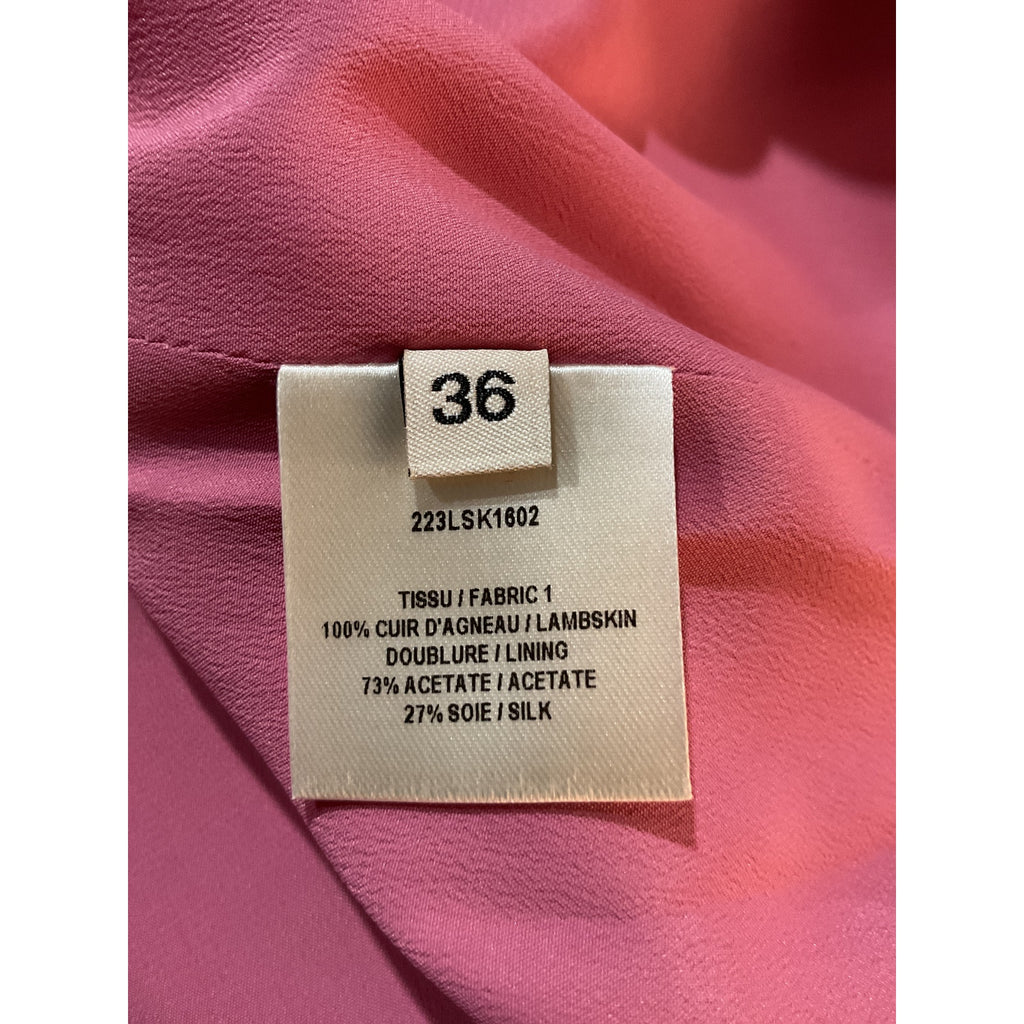 36
223LSK1602
TISSU / FABRIC 1
100% CUIR D'AGNEAU / LAMBSKIN
DOUBLURE / LINING
73% ACETATE / ACETATE
27% SOIE / SILK